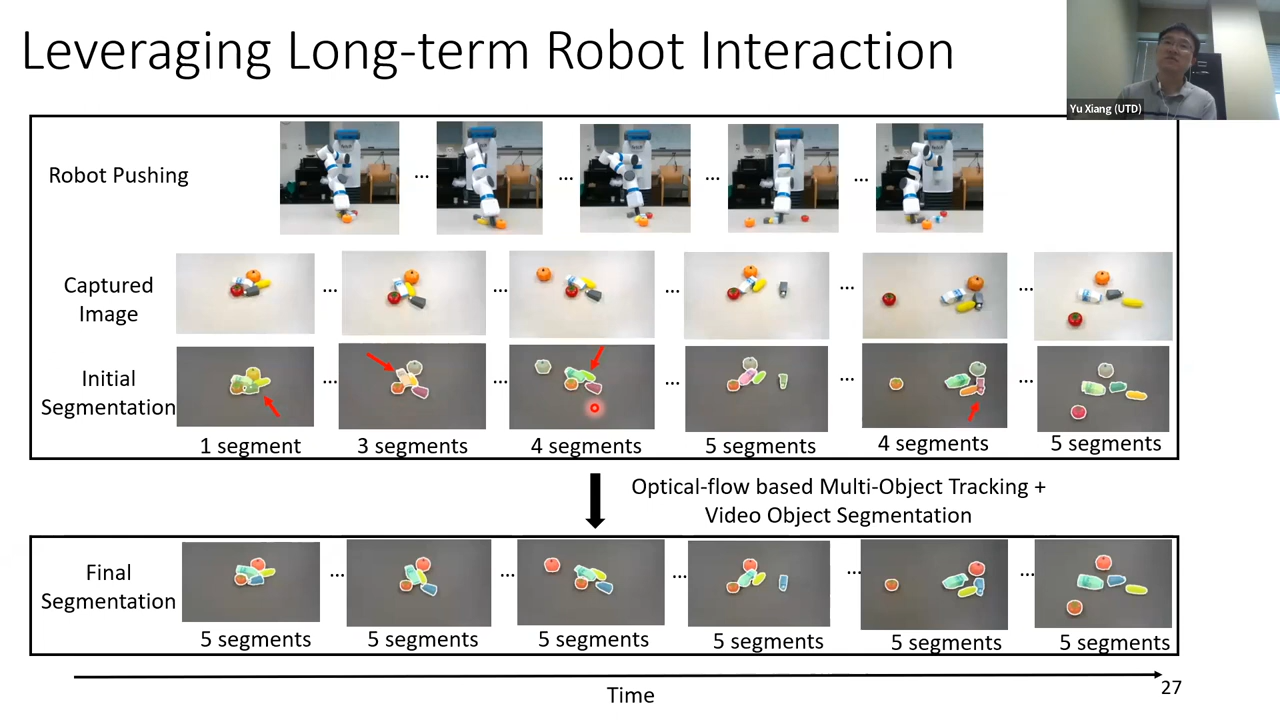 Leveraging Long-term Robot Interaction
Yu Xiang (UTD)
Robot Pushing
... ... ... ...
Captured
Image
... ... ... ... ...
Initial
Segmentation
... ... ... ... ...
1 segment
3 segments
4 segments
5 segments
4 segments
5 segments
Optical-flow based Multi-Object Tracking +
Video Object Segmentation
Final
Segmentation
... ... ... ... ...
5 segments
5 segments
5 segments
5 segments
5 segments
5 segments
27
Time